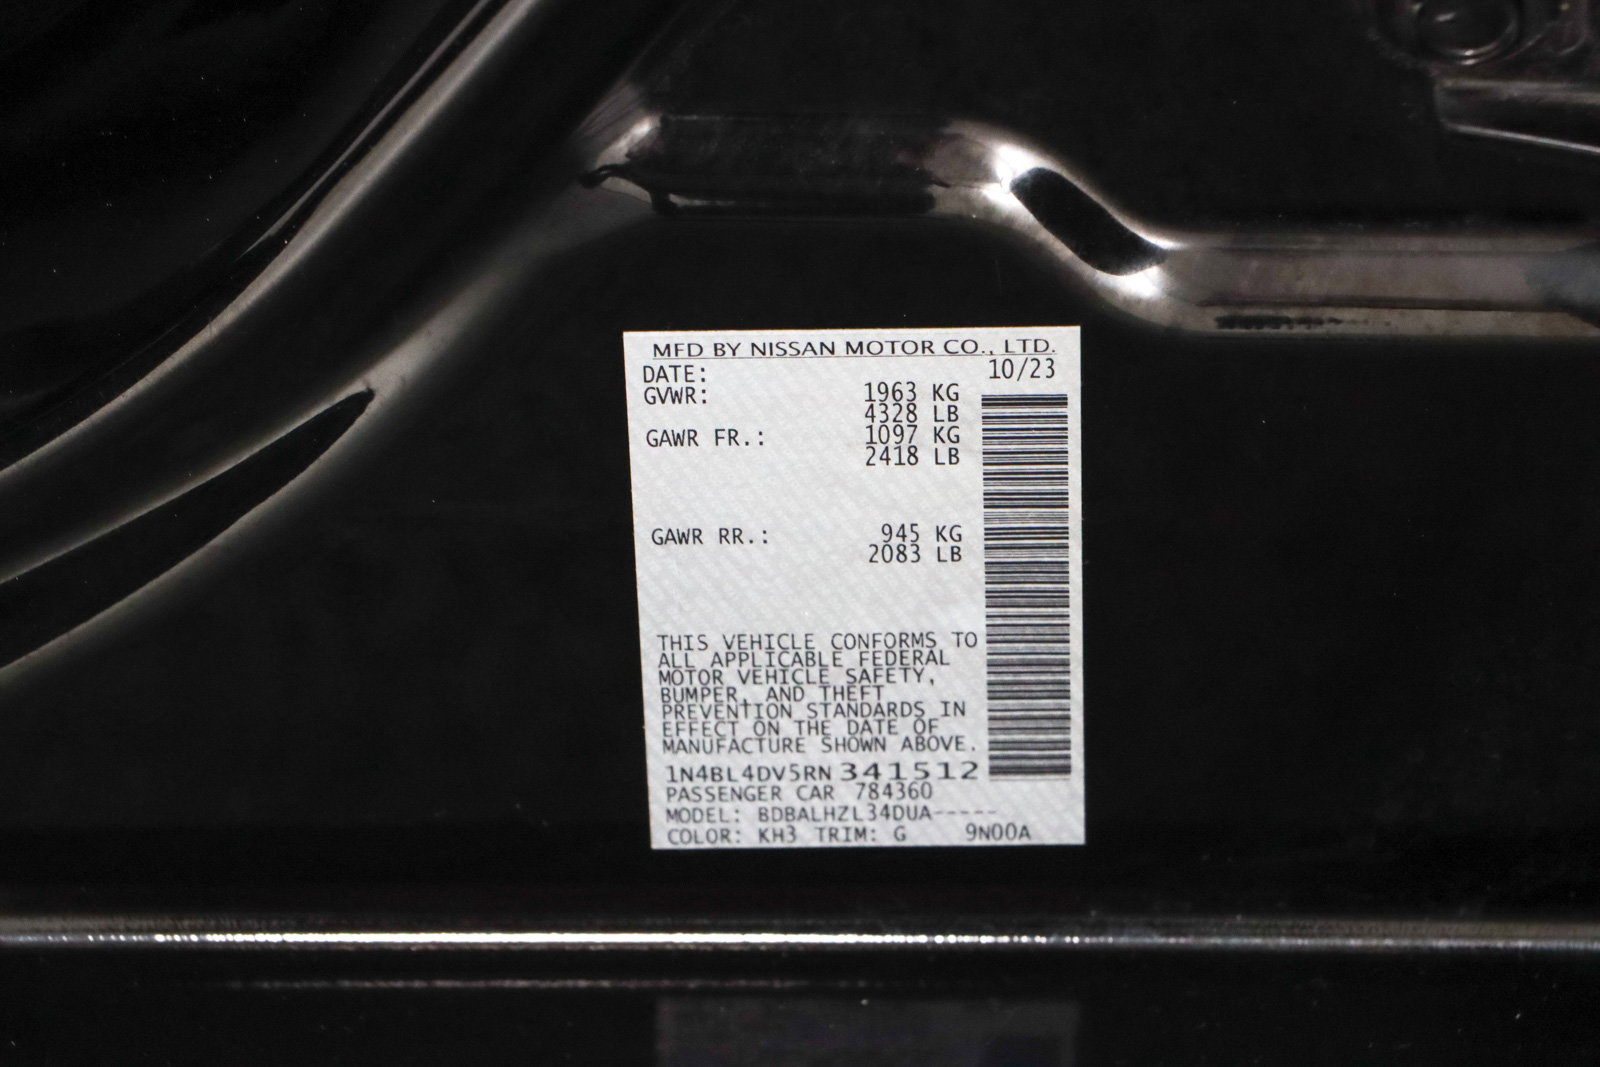 MFD BY NISSAN MOTOR CO., LTD.
DATE: 10/23
GVWR: 1963 KG
4328 LB
GAWR FR.: 1097 KG
2418 LB
GAWR RR.: 945 KG
2083 LB
THIS VEHICLE CONFORMS TO
ALL APPLICABLE FEDERAL
MOTOR VEHICLE SAFETY,
BUMPER, AND THEFT
PREVENTION STANDARDS IN
EFFECT ON THE DATE OF
MANUFACTURE SHOWN ABOVE.
1N4BL4DV5RN 341512
PASSENGER CAR 784360
MODEL: BDBALHZL34DUA-----
COLOR: KH3 TRIM: G 9N00A